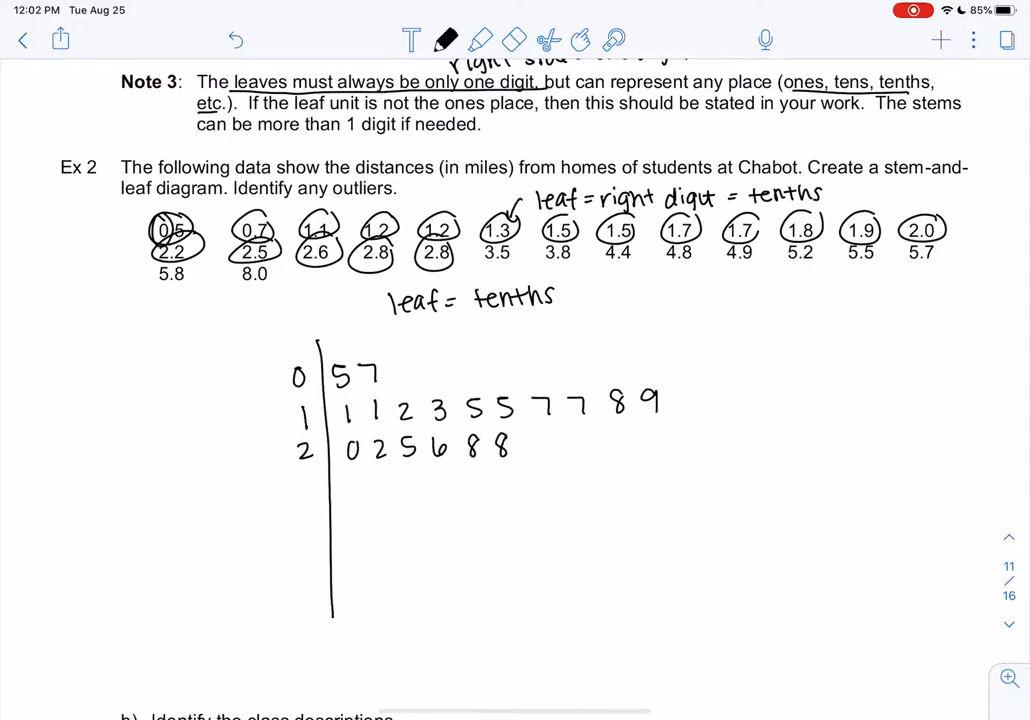 12:02 PM Tue Aug 25
85%
T
Note 3: The leaves must always be only one digit, but can represent any place (ones, tens, tenths,
etc.). If the leaf unit is not the ones place, then this should be stated in your work. The stems
can be more than 1 digit if needed.
Ex 2 The following data show the distances (in miles) from homes of students at Chabot. Create a stem-and-
leaf diagram. Identify any outliers.
leaf = right digit = tenths
0.5 0.7 1.1 1.2 1.2 1.3 1.5 1.5 1.7 1.7 1.8 1.9 2.0
2.2 2.5 2.6 2.8 2.8 3.5 3.8 4.4 4.8 4.9 5.2 5.5 5.7
5.8 8.0
leaf = tenths
0 5 7
1 1 1 2 3 5 5 7 7 8 9
2 0 2 5 6 8 8
11
/
16
b) Identify the class descriptions